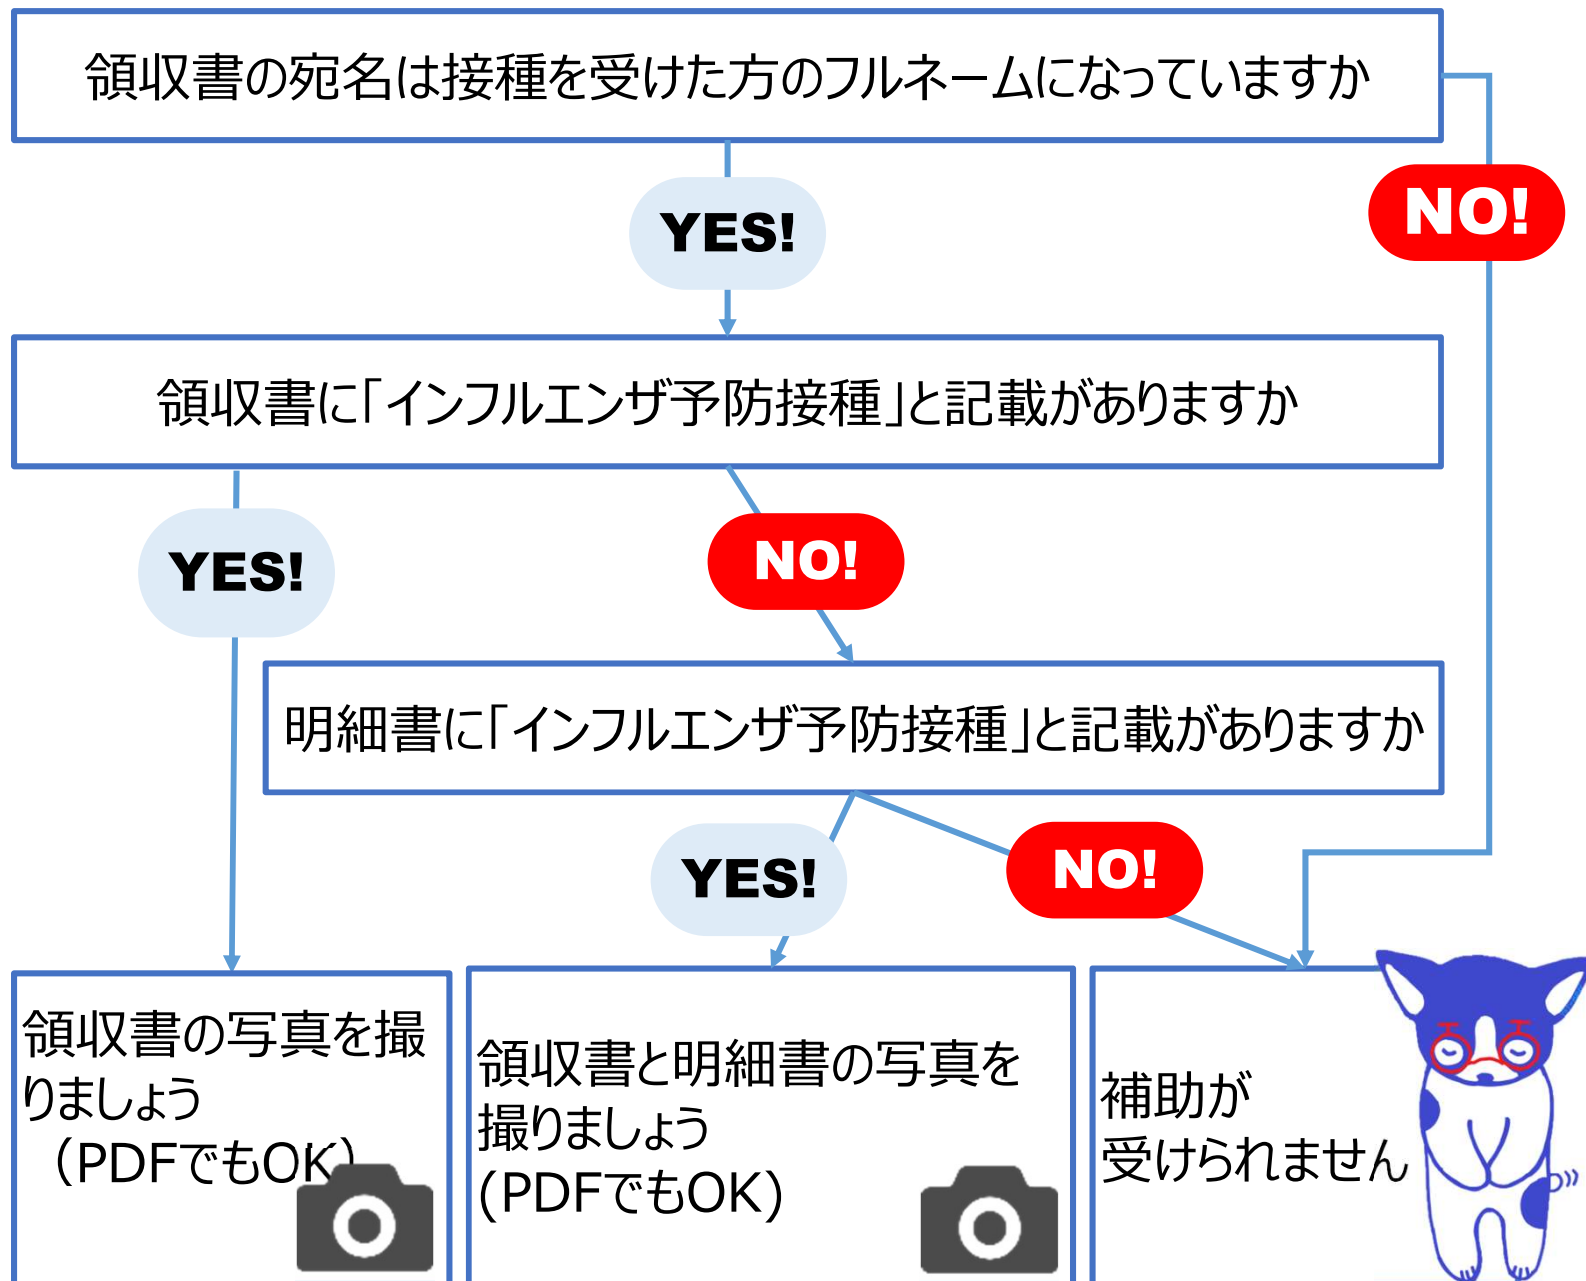 領収書の宛名は接種を受けた方のフルネームになっていますか
YES!
NO!
領収書に「インフルエンザ予防接種」と記載がありますか
YES!
NO!
明細書に「インフルエンザ予防接種」と記載がありますか
YES!
NO!
領収書の写真を撮
りましょう
（PDFでもOK）
領収書と明細書の写真を
撮りましょう
(PDFでもOK)
補助が
受けられません